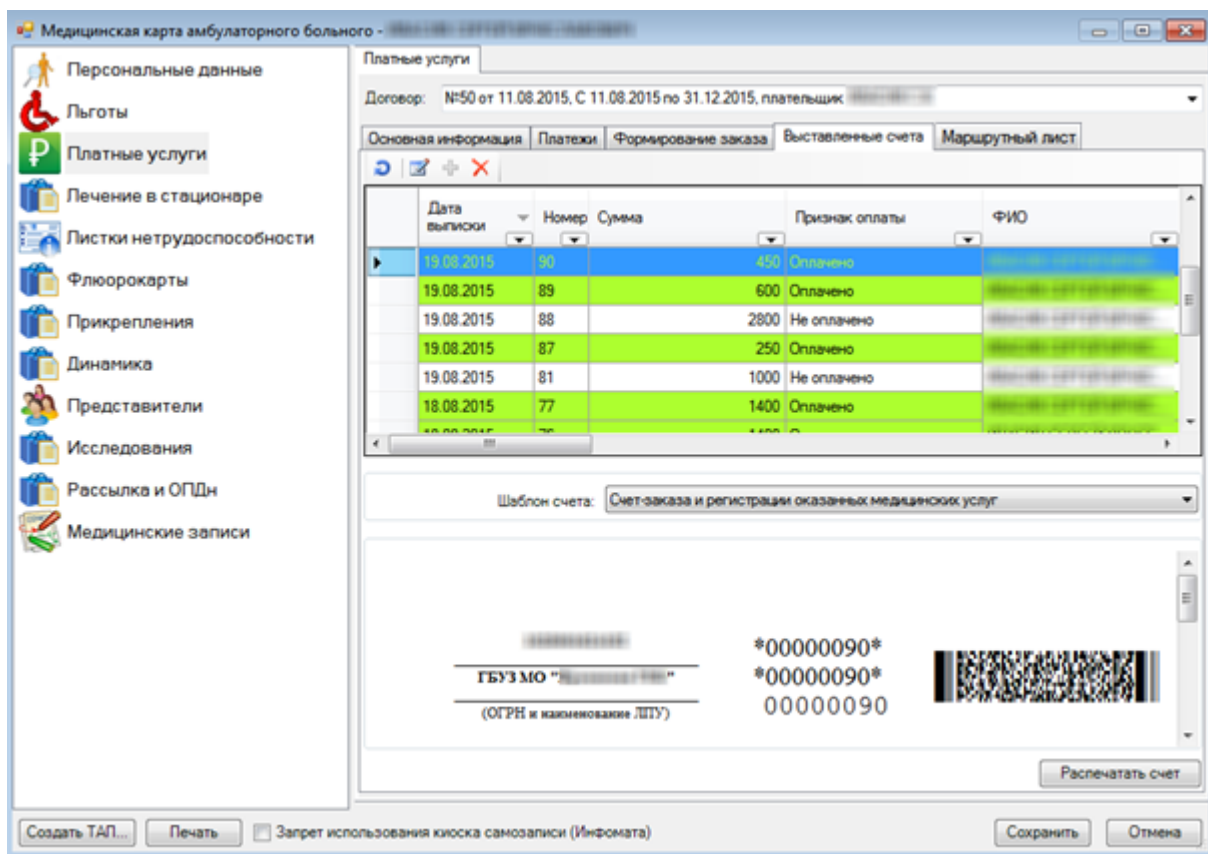 Медицинская карта амбулаторного больного -
Персональные данные
Льготы
Платные услуги
Лечение в стационаре
Листки нетрудоспособности
Флюорокарты
Прикрепления
Динамика
Представители
Исследования
Рассылка и ОПДн
Медицинские записи
Платные услуги
Договор: №50 от 11.08.2015, С 11.08.2015 по 31.12.2015, плательщик
Основная информация Платежи Формирование заказа Выставленные счета Маршрутный лист
Дата выписки Номер Сумма Признак оплаты ФИО
19.08.2015 90 450 Оплачено
19.08.2015 89 600 Оплачено
19.08.2015 88 2800 Не оплачено
19.08.2015 87 250 Оплачено
19.08.2015 81 1000 Не оплачено
18.08.2015 77 1400 Оплачено
Шаблон счета: Счет-заказа и регистрации оказанных медицинских услуг
*00000090*
ГБУЗ МО " " *00000090*
(ОГРН и наименование ЛПУ) 00000090
Распечатать счет
Создать ТАП... Печать Запрет использования киоска самозаписи (Инфомата) Сохранить Отмена